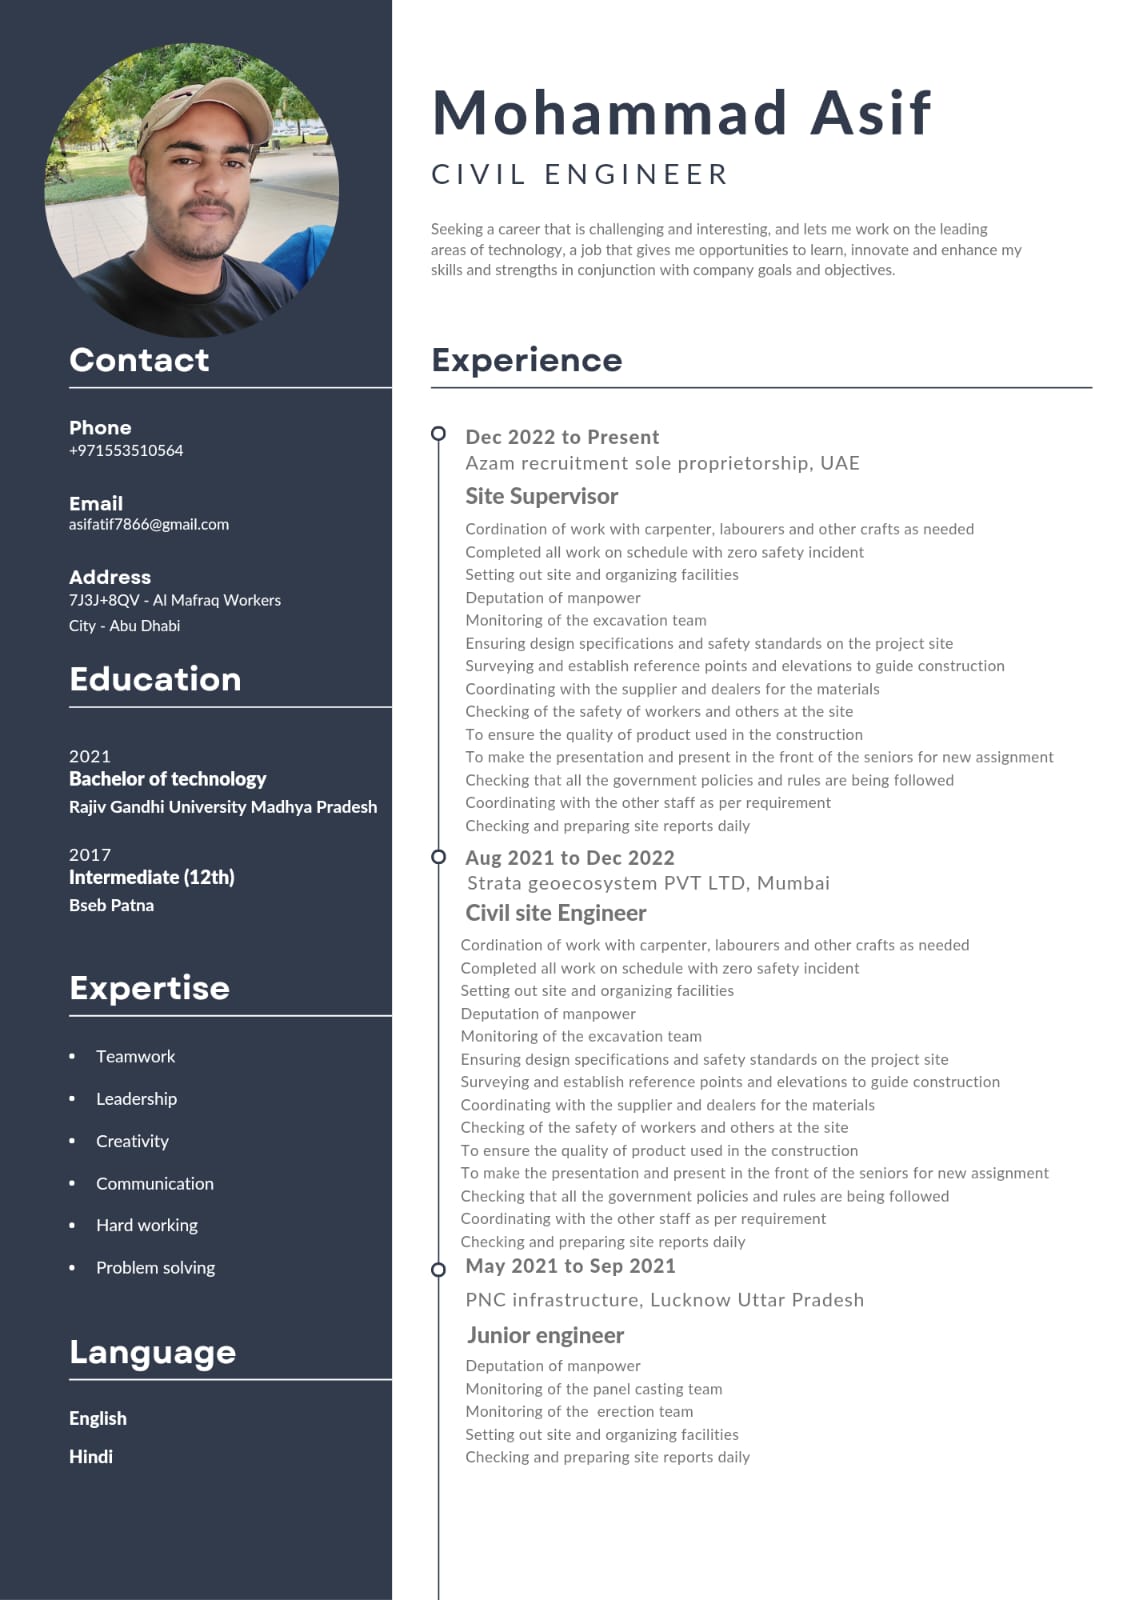 Mohammad Asif
CIVIL ENGINEER
Seeking a career that is challenging and interesting, and lets me work on the leading
areas of technology, a job that gives me opportunities to learn, innovate and enhance my
skills and strengths in conjunction with company goals and objectives.
Contact
Phone
+971553510564
Email
asifatif7866@gmail.com
Address
7J3J+8QV - Al Mafraq Workers
City - Abu Dhabi
Education
2021
Bachelor of technology
Rajiv Gandhi University Madhya Pradesh
2017
Intermediate (12th)
Bseb Patna
Expertise
• Teamwork
• Leadership
• Creativity
• Communication
• Hard working
• Problem solving
Language
English
Hindi
Experience
Dec 2022 to Present
Azam recruitment sole proprietorship, UAE
Site Supervisor
Cordination of work with carpenter, labourers and other crafts as needed
Completed all work on schedule with zero safety incident
Setting out site and organizing facilities
Deputation of manpower
Monitoring of the excavation team
Ensuring design specifications and safety standards on the project site
Surveying and establish reference points and elevations to guide construction
Coordinating with the supplier and dealers for the materials
Checking of the safety of workers and others at the site
To ensure the quality of product used in the construction
To make the presentation and present in the front of the seniors for new assignment
Checking that all the government policies and rules are being followed
Coordinating with the other staff as per requirement
Checking and preparing site reports daily
Aug 2021 to Dec 2022
Strata geoecosystem PVT LTD, Mumbai
Civil site Engineer
Cordination of work with carpenter, labourers and other crafts as needed
Completed all work on schedule with zero safety incident
Setting out site and organizing facilities
Deputation of manpower
Monitoring of the excavation team
Ensuring design specifications and safety standards on the project site
Surveying and establish reference points and elevations to guide construction
Coordinating with the supplier and dealers for the materials
Checking of the safety of workers and others at the site
To ensure the quality of product used in the construction
To make the presentation and present in the front of the seniors for new assignment
Checking that all the government policies and rules are being followed
Coordinating with the other staff as per requirement
Checking and preparing site reports daily
May 2021 to Sep 2021
PNC infrastructure, Lucknow Uttar Pradesh
Junior engineer
Deputation of manpower
Monitoring of the panel casting team
Monitoring of the erection team
Setting out site and organizing facilities
Checking and preparing site reports daily